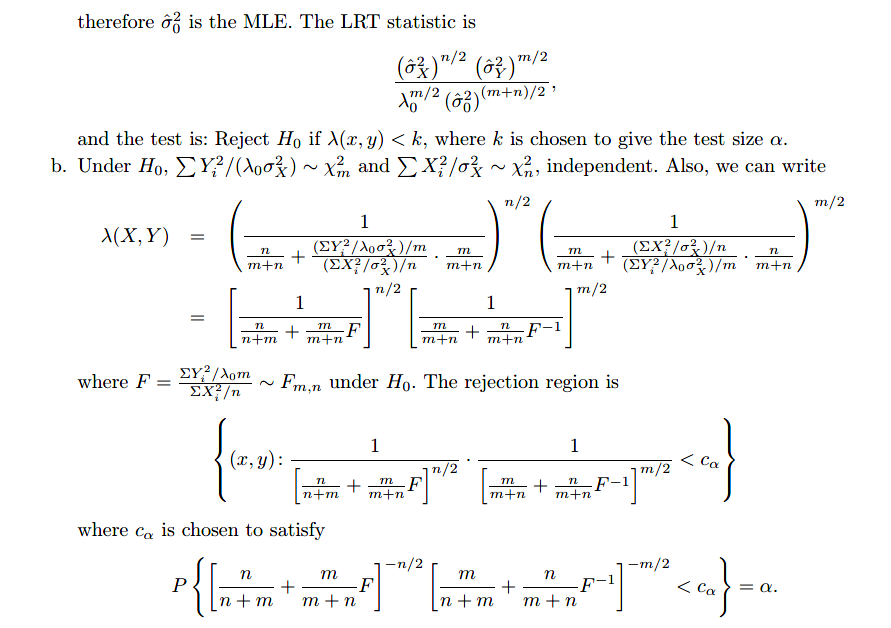 therefore $\hat{\sigma}_0^2$ is the MLE. The LRT statistic is
$$\frac{(\hat{\sigma}_X^2)^{n/2} (\hat{\sigma}_Y^2)^{m/2}}{\lambda_0^{m/2} (\hat{\sigma}_0^2)^{(m+n)/2}},$$
and the test is: Reject $H_0$ if $\lambda(x, y) < k$, where $k$ is chosen to give the test size $\alpha$.
b. Under $H_0$, $\sum Y_i^2/(\lambda_0\sigma_X^2) \sim \chi_m^2$ and $\sum X_i^2/\sigma_X^2 \sim \chi_n^2$, independent. Also, we can write
$$\lambda(X, Y) = \left(\frac{1}{\frac{n}{m+n} + \frac{(\Sigma Y_i^2/\lambda_0\sigma_X^2)/m}{(\Sigma X_i^2/\sigma_X^2)/n} \cdot \frac{m}{m+n}}\right)^{n/2} \left(\frac{1}{\frac{m}{m+n} + \frac{(\Sigma X_i^2/\sigma_X^2)/n}{(\Sigma Y_i^2/\lambda_0\sigma_X^2)/m} \cdot \frac{n}{m+n}}\right)^{m/2}$$
$$= \left[\frac{1}{\frac{n}{n+m} + \frac{m}{m+n}F}\right]^{n/2} \left[\frac{1}{\frac{m}{m+n} + \frac{n}{m+n}F^{-1}}\right]^{m/2}$$
where $F = \frac{\Sigma Y_i^2/\lambda_0 m}{\Sigma X_i^2/n} \sim F_{m,n}$ under $H_0$. The rejection region is
$$\left\{(x, y): \frac{1}{\left[\frac{n}{n+m} + \frac{m}{m+n}F\right]^{n/2}} \cdot \frac{1}{\left[\frac{m}{m+n} + \frac{n}{m+n}F^{-1}\right]^{m/2}} < c_\alpha\right\}$$
where $c_\alpha$ is chosen to satisfy
$$P\left\{\left[\frac{n}{n+m} + \frac{m}{m+n}F\right]^{-n/2} \left[\frac{m}{n+m} + \frac{n}{m+n}F^{-1}\right]^{-m/2} < c_\alpha\right\} = \alpha.$$